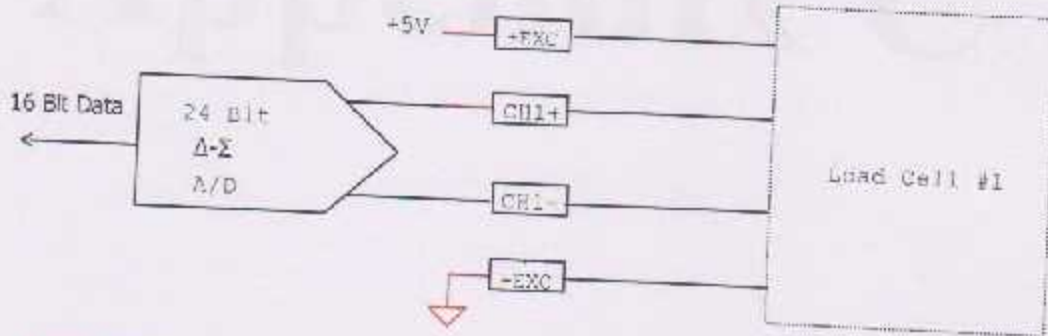 +5V
+EXC
16 Bit Data
24 Bit
Δ-Σ
A/D
CH1+
Load Cell #1
CH1-
-EXC